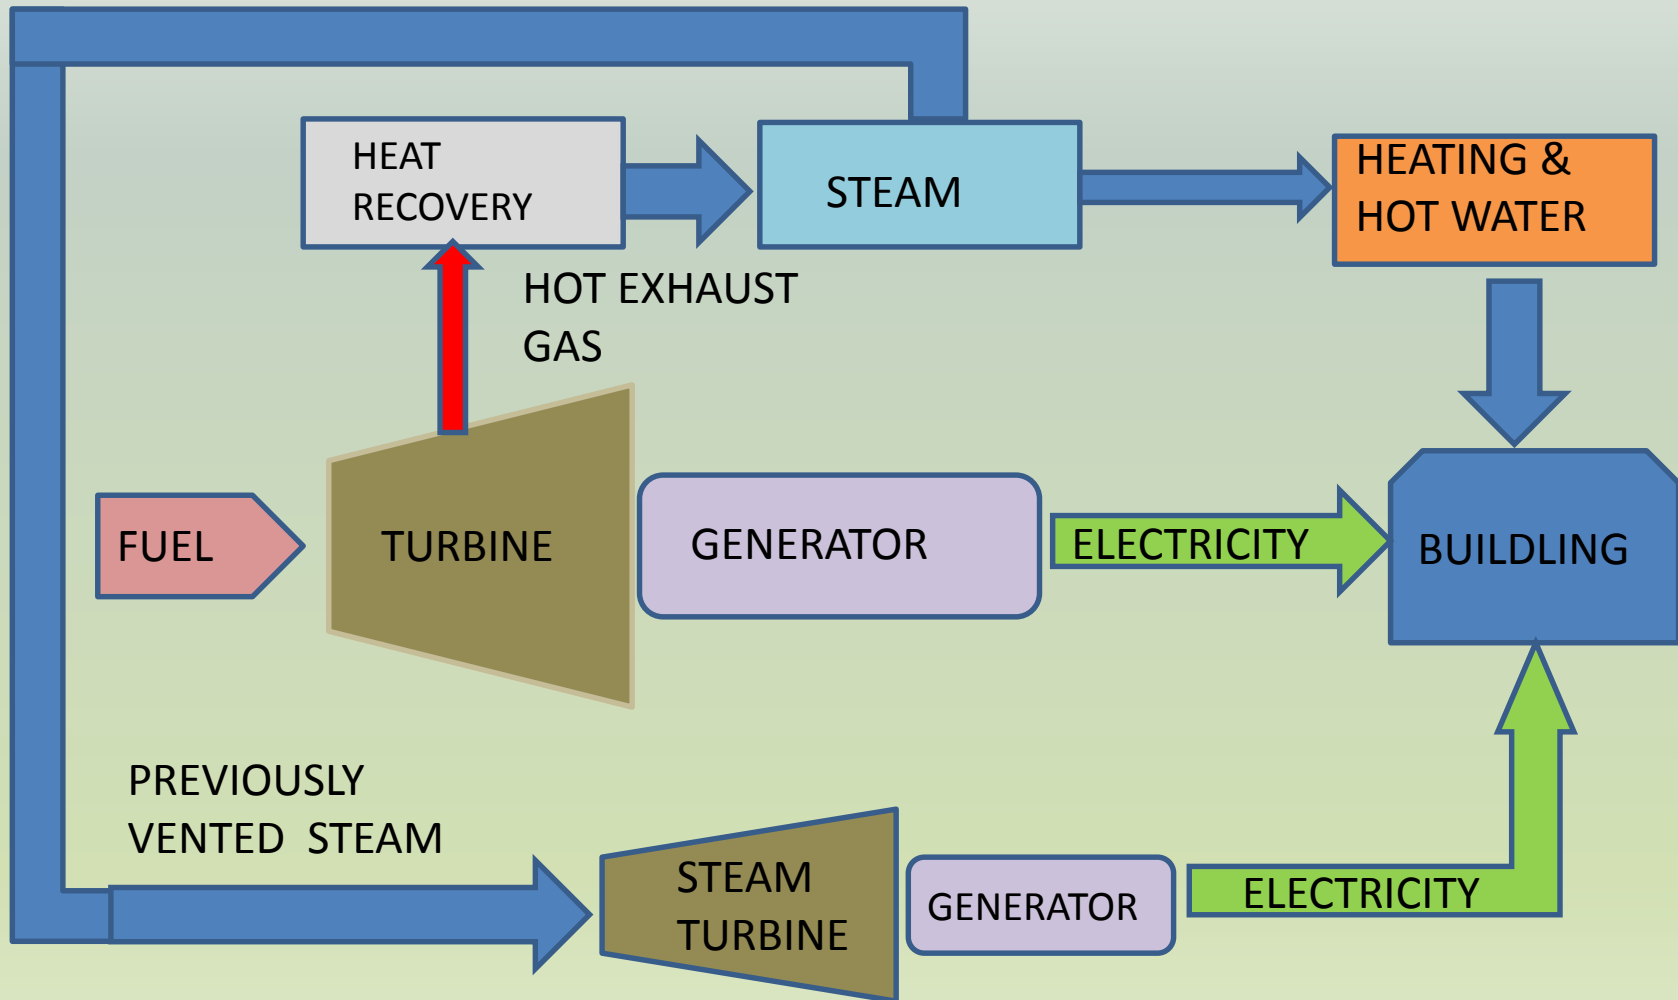 HEAT
RECOVERY
STEAM
HEATING &
HOT WATER
HOT EXHAUST
GAS
FUEL
TURBINE
GENERATOR
ELECTRICITY
BUILDLING
PREVIOUSLY
VENTED  STEAM
STEAM
TURBINE
GENERATOR
ELECTRICITY